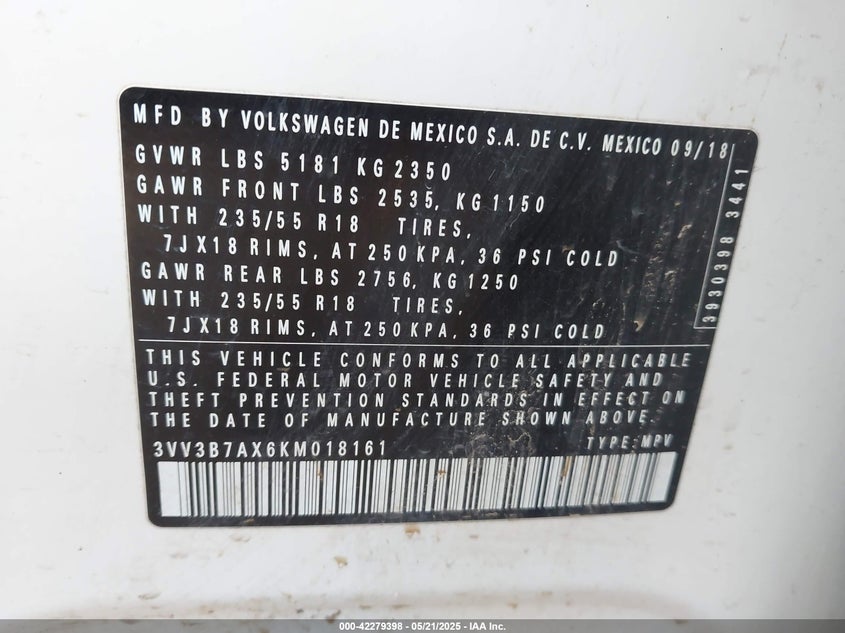 MFD BY VOLKSWAGEN DE MEXICO S.A. DE C.V. MEXICO 09/18
GVWR LBS 5181 KG 2350
GAWR FRONT LBS 2535, KG 1150
WITH 235/55 R18 TIRES,
7JX18 RIMS, AT 250 KPA, 36 PSI COLD
GAWR REAR LBS 2756, KG 1250
WITH 235/55 R18 TIRES,
7JX18 RIMS, AT 250 KPA, 36 PSI COLD
3930398 3441
THIS VEHICLE CONFORMS TO ALL APPLICABLE
U.S. FEDERAL MOTOR VEHICLE SAFETY AND
THEFT PREVENTION STANDARDS IN EFFECT ON
THE DATE OF MANUFACTURE SHOWN ABOVE.
3VV3B7AX6KM018161 TYPE:MPV
000-42279398 - 05/21/2025 - IAA Inc.